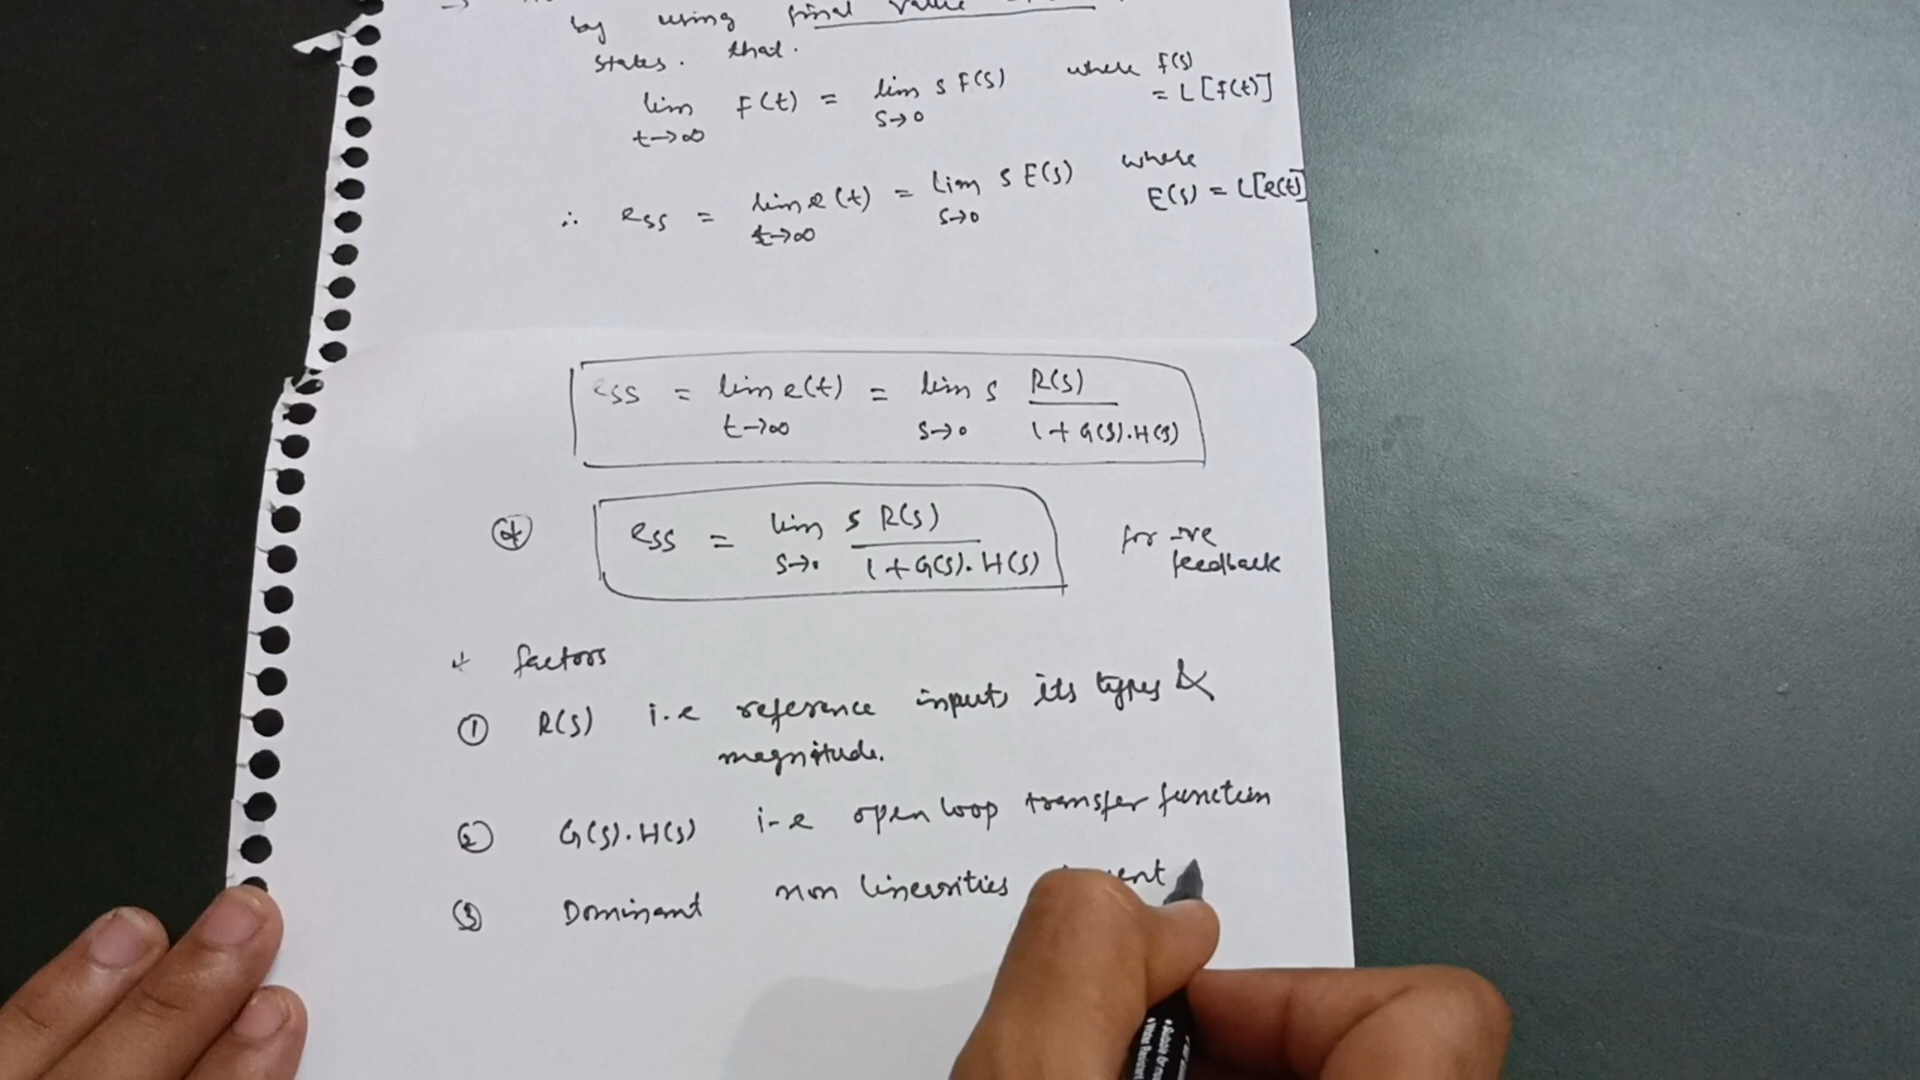 by using final value
states. that.
lim t→∞ F(t) = lim s→0 s F(s) where f(s) = L[f(t)]
∴ ess = lim t→∞ e(t) = lim s→0 s E(s) where E(s) = L[e(t)]
ess = lim t→∞ e(t) = lim s→0 s R(s) / 1+G(s).H(s)
ess = lim s→0 s R(s) / 1+G(s).H(s) for -ve feedback
* factors
① R(s) i.e reference input, its types &
magnitude.
② G(s).H(s) i-e open loop transfer function
③ Dominant non linearities